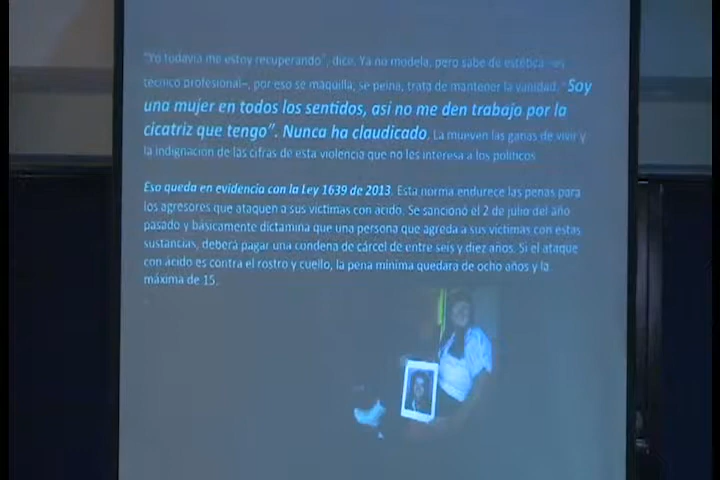 "Yo todavía me estoy recuperando", dice. Ya no modela, pero sabe de estética –es
técnico profesional–, por eso se maquilla, se peina, trata de mantener la vanidad. "Soy
una mujer en todos los sentidos, así no me den trabajo por la
cicatriz que tengo". Nunca ha claudicado. La mueven las ganas de vivir y
la indignación de las cifras de esta violencia que no les interesa a los políticos
Eso queda en evidencia con la Ley 1639 de 2013. Esta norma endurece las penas para
los agresores que ataquen a sus víctimas con ácido. Se sancionó el 2 de julio del año
pasado y básicamente dictamina que una persona que agreda a sus víctimas con estas
sustancias, deberá pagar una condena de cárcel de entre seis y diez años. Si el ataque
con ácido es contra el rostro y cuello, la pena mínima quedara de ocho años y la
máxima de 15.